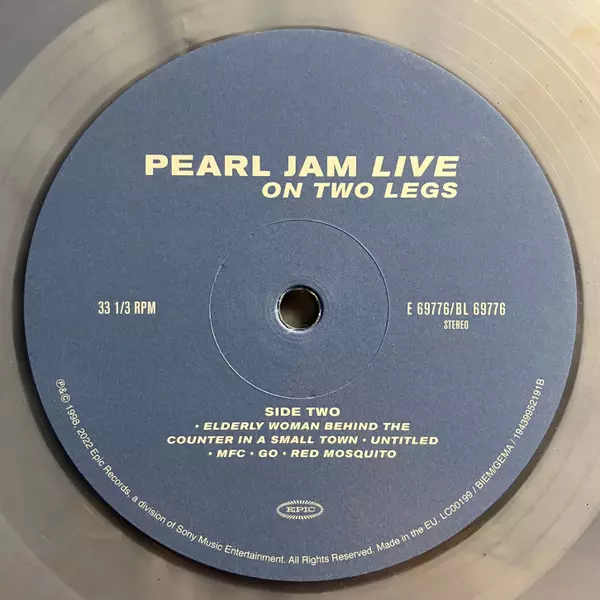 PEARL JAM LIVE
ON TWO LEGS
33 1/3 RPM
E 69776/BL 69776
STEREO
SIDE TWO
• ELDERLY WOMAN BEHIND THE
COUNTER IN A SMALL TOWN • UNTITLED
• MFC • GO • RED MOSQUITO
EPIC
℗&© 1998, 2022 Epic Records, a division of Sony Music Entertainment. All Rights Reserved. Made in the EU. LC00199 / BIEM/GEMA / 19439952191B